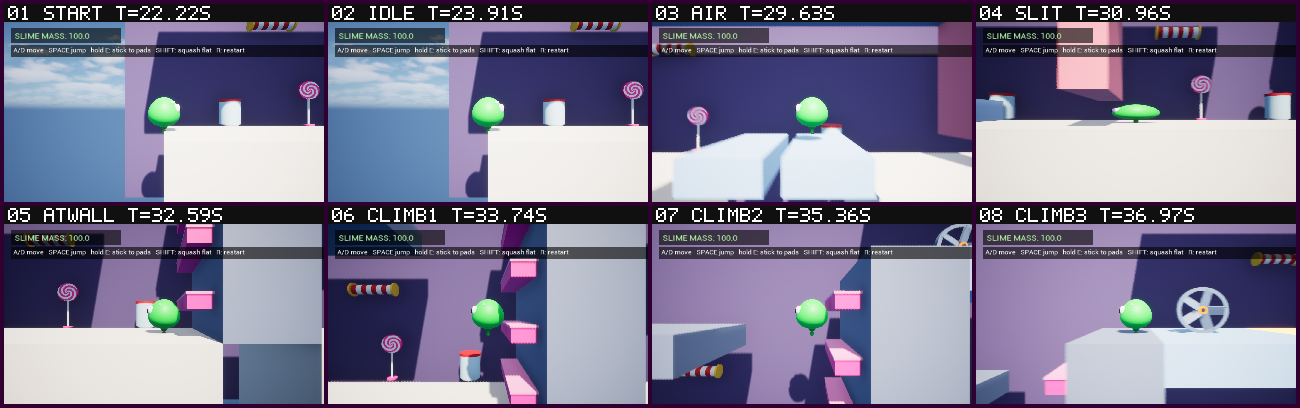 01 START T=22.22S
SLIME MASS: 100.0
A/D move SPACE jump hold E: stick to pads SHIFT: squash flat R: restart
02 IDLE T=23.91S
SLIME MASS: 100.0
A/D move SPACE jump hold E: stick to pads SHIFT: squash flat R: restart
03 AIR T=29.63S
SLIME MASS: 100.0
A/D move SPACE jump hold E: stick to pads SHIFT: squash flat R: restart
04 SLIT T=30.96S
SLIME MASS: 100.0
A/D move SPACE jump hold E: stick to pads SHIFT: squash flat R: restart
05 ATWALL T=32.59S
SLIME MASS: 100.0
A/D move SPACE jump hold E: stick to pads SHIFT: squash flat R: restart
06 CLIMB1 T=33.74S
SLIME MASS: 100.0
A/D move SPACE jump hold E: stick to pads SHIFT: squash flat R: restart
07 CLIMB2 T=35.36S
SLIME MASS: 100.0
A/D move SPACE jump hold E: stick to pads SHIFT: squash flat R: restart
08 CLIMB3 T=36.97S
SLIME MASS: 100.0
A/D move SPACE jump hold E: stick to pads SHIFT: squash flat R: restart